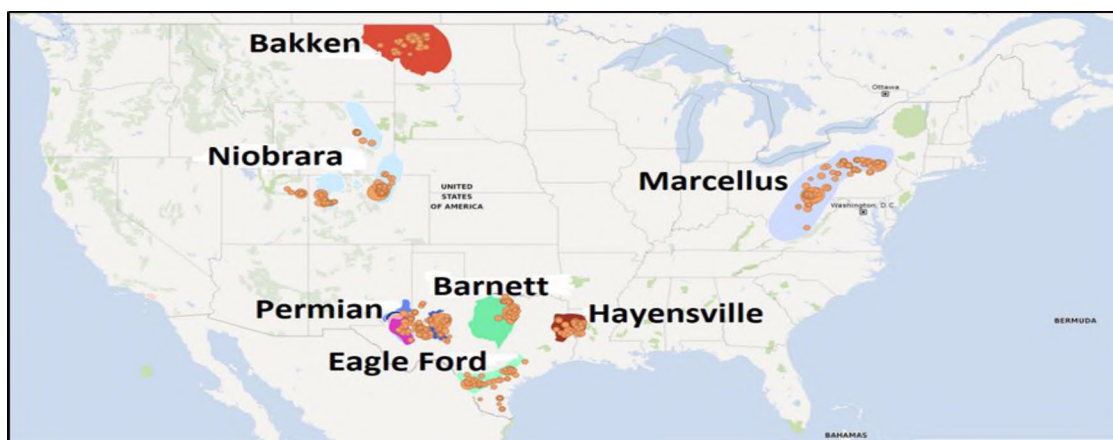 Bakken
Ottawa
Niobrara
UNITED
STATES
OF AMERICA
Marcellus
Washington, D.C.
Barnett
Permian
Hayensville
BERMUDA
Eagle Ford
BAHAMAS